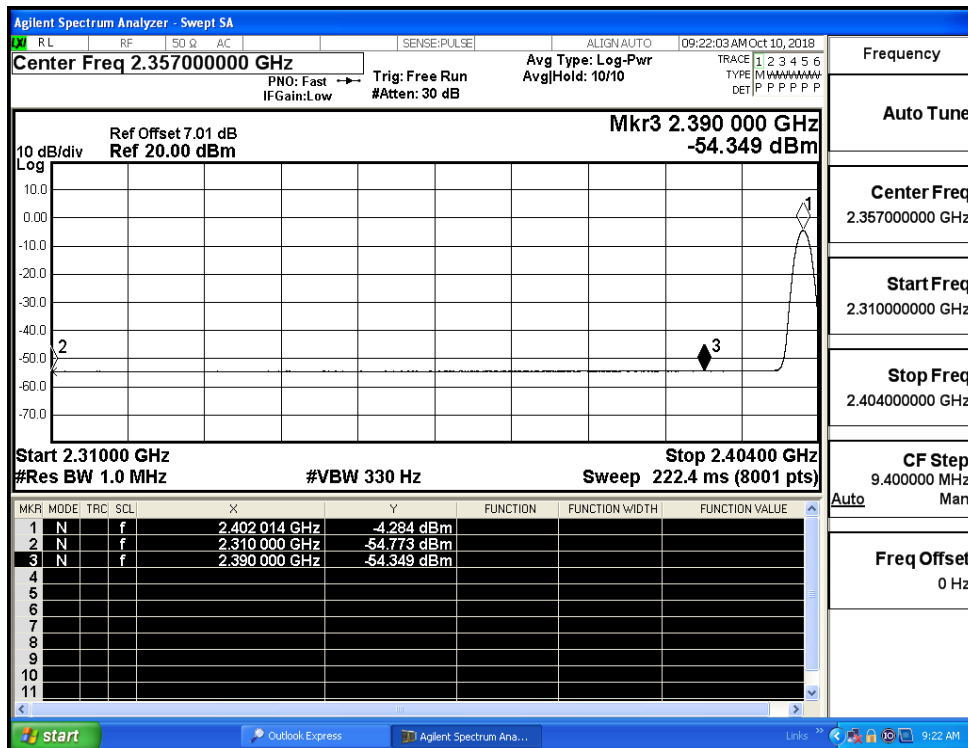 Agilent Spectrum Analyzer - Swept SA
LXI RL RF 50 Ω AC SENSE:PULSE ALIGN AUTO 09:22:03 AM Oct 10, 2018
Center Freq 2.357000000 GHz
PNO: Fast
IFGain:Low
Trig: Free Run
#Atten: 30 dB
Avg Type: Log-Pwr
Avg|Hold: 10/10
TRACE 1 2 3 4 5 6
TYPE M WWWWW
DET P P P P P P
Ref Offset 7.01 dB
10 dB/div Ref 20.00 dBm
Log
Mkr3 2.390 000 GHz
-54.349 dBm
10.0
0.00
-10.0
-20.0
-30.0
-40.0
-50.0
-60.0
-70.0
1
2
3
Start 2.31000 GHz Stop 2.40400 GHz
#Res BW 1.0 MHz #VBW 330 Hz Sweep 222.4 ms (8001 pts)
MKR MODE TRC SCL X Y FUNCTION FUNCTION WIDTH FUNCTION VALUE
1 N f 2.402 014 GHz -4.284 dBm
2 N f 2.310 000 GHz -54.773 dBm
3 N f 2.390 000 GHz -54.349 dBm
4
5
6
7
8
9
10
11
Frequency
Auto Tune
Center Freq
2.357000000 GHz
Start Freq
2.310000000 GHz
Stop Freq
2.404000000 GHz
CF Step
9.400000 MHz
Auto Man
Freq Offset
0 Hz
start Outlook Express Agilent Spectrum Ana... Links » 9:22 AM